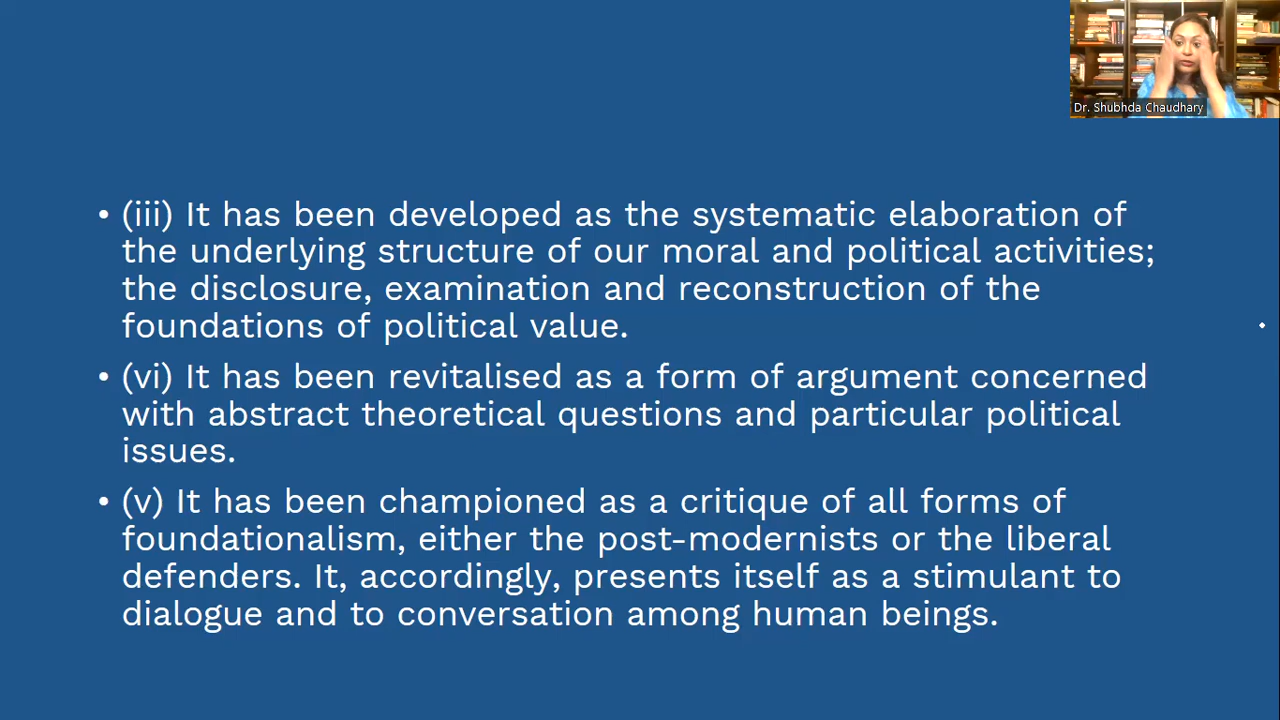 Dr. Shubhda Chaudhary
• (iii) It has been developed as the systematic elaboration of
the underlying structure of our moral and political activities;
the disclosure, examination and reconstruction of the
foundations of political value.
• (vi) It has been revitalised as a form of argument concerned
with abstract theoretical questions and particular political
issues.
• (v) It has been championed as a critique of all forms of
foundationalism, either the post-modernists or the liberal
defenders. It, accordingly, presents itself as a stimulant to
dialogue and to conversation among human beings.